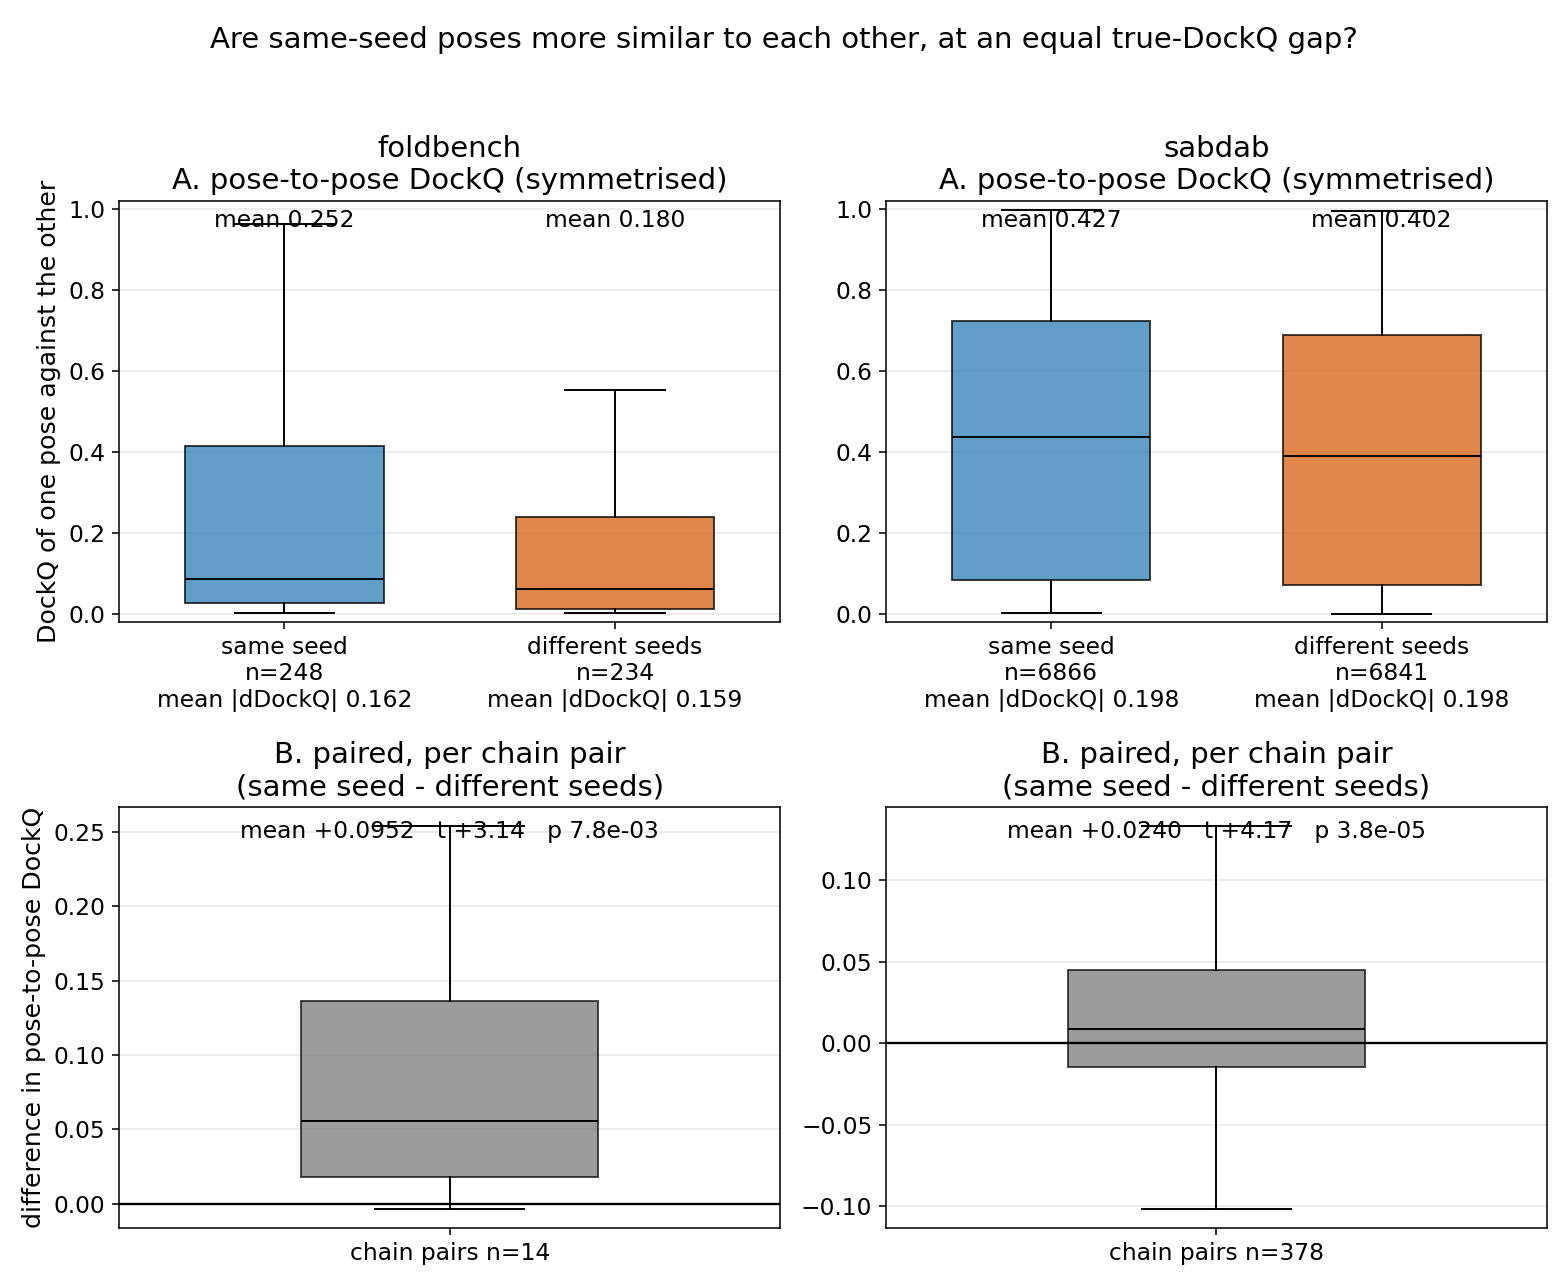 Are same-seed poses more similar to each other, at an equal true-DockQ gap?
foldbench
A. pose-to-pose DockQ (symmetrised)
DockQ of one pose against the other
1.0
0.8
0.6
0.4
0.2
0.0
mean 0.252
mean 0.180
same seed
n=248
mean |dDockQ| 0.162
different seeds
n=234
mean |dDockQ| 0.159
sabdab
A. pose-to-pose DockQ (symmetrised)
1.0
0.8
0.6
0.4
0.2
0.0
mean 0.427
mean 0.402
same seed
n=6866
mean |dDockQ| 0.198
different seeds
n=6841
mean |dDockQ| 0.198
B. paired, per chain pair
(same seed - different seeds)
difference in pose-to-pose DockQ
0.25
0.20
0.15
0.10
0.05
0.00
mean +0.0952 t +3.14 p 7.8e-03
chain pairs n=14
B. paired, per chain pair
(same seed - different seeds)
0.10
0.05
0.00
−0.05
−0.10
mean +0.0240 t +4.17 p 3.8e-05
chain pairs n=378